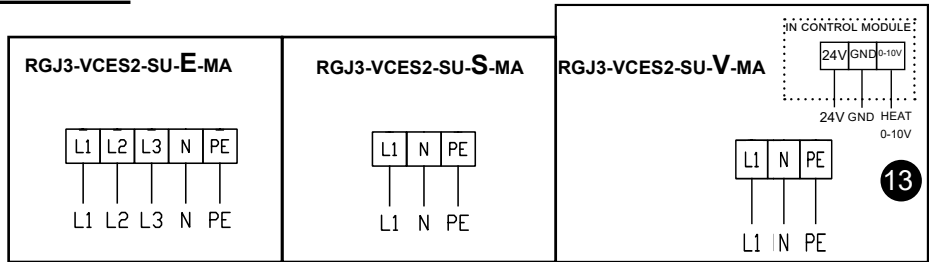 IN CONTROL MODULE
24V GND 0-10V
24V GND HEAT
0-10V
RGJ3-VCES2-SU-E-MA
L1 L2 L3 N PE
L1 L2 L3 N PE
RGJ3-VCES2-SU-S-MA
L1 N PE
L1 N PE
RGJ3-VCES2-SU-V-MA
L1 N PE
L1 N PE
13